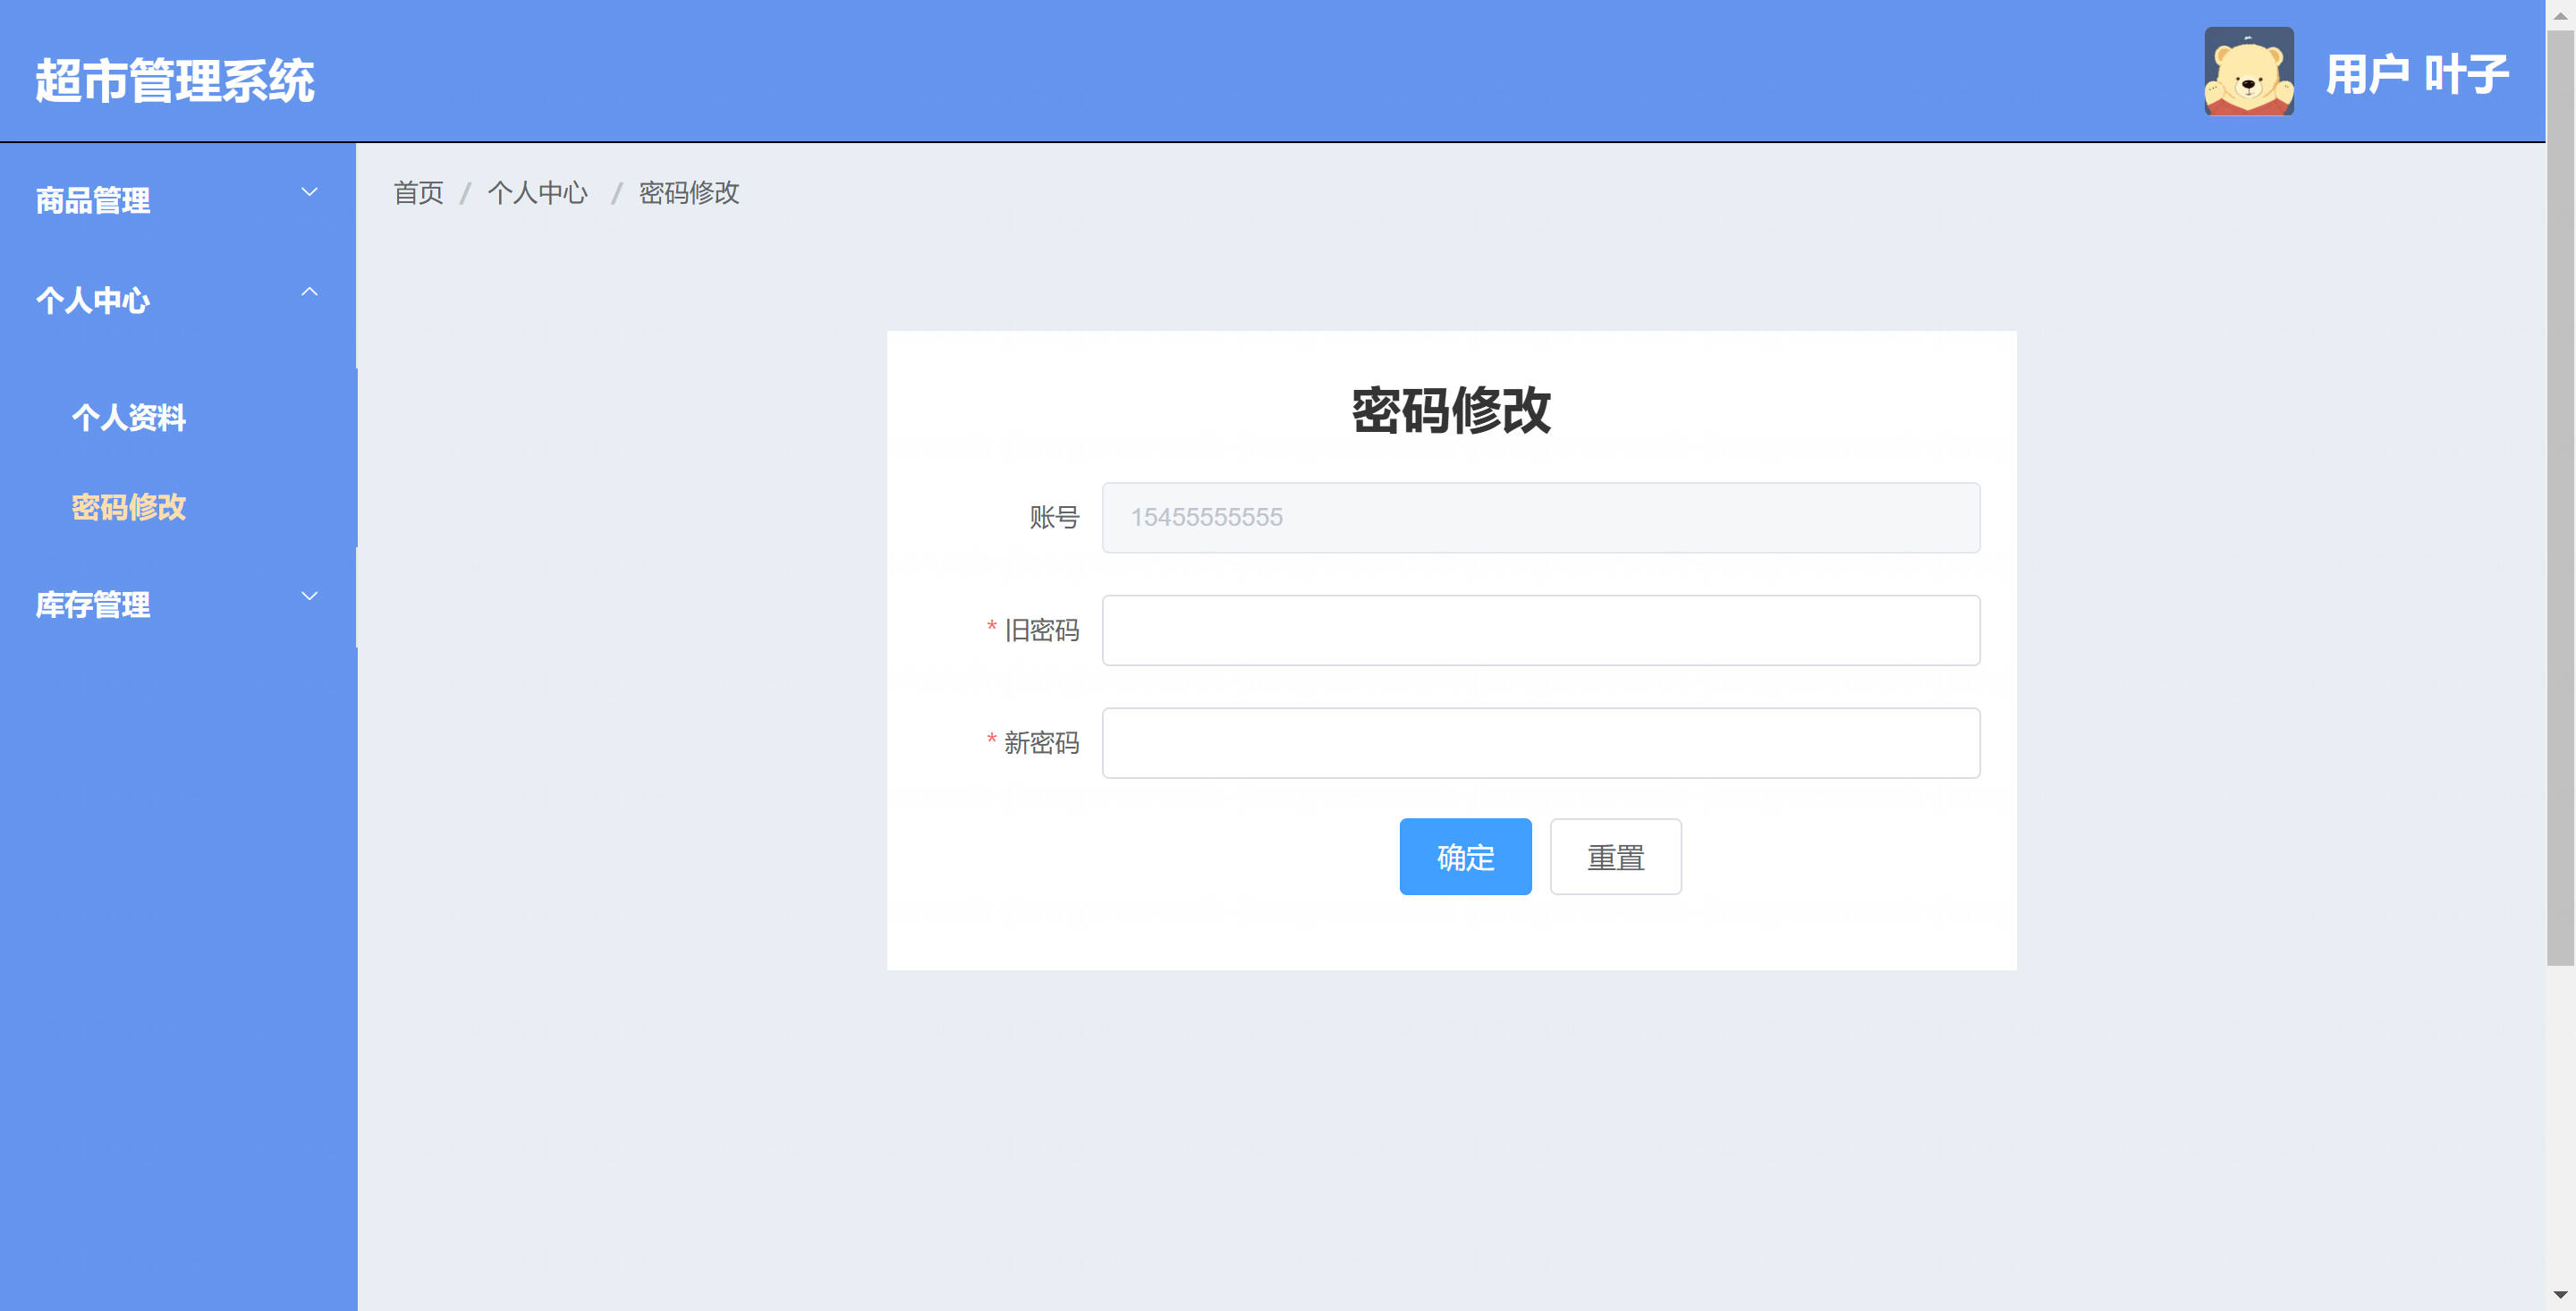 超市管理系统
用户 叶子
商品管理
个人中心
个人资料
密码修改
库存管理
首页 / 个人中心 / 密码修改
密码修改
账号 15455555555
* 旧密码
* 新密码
确定 重置